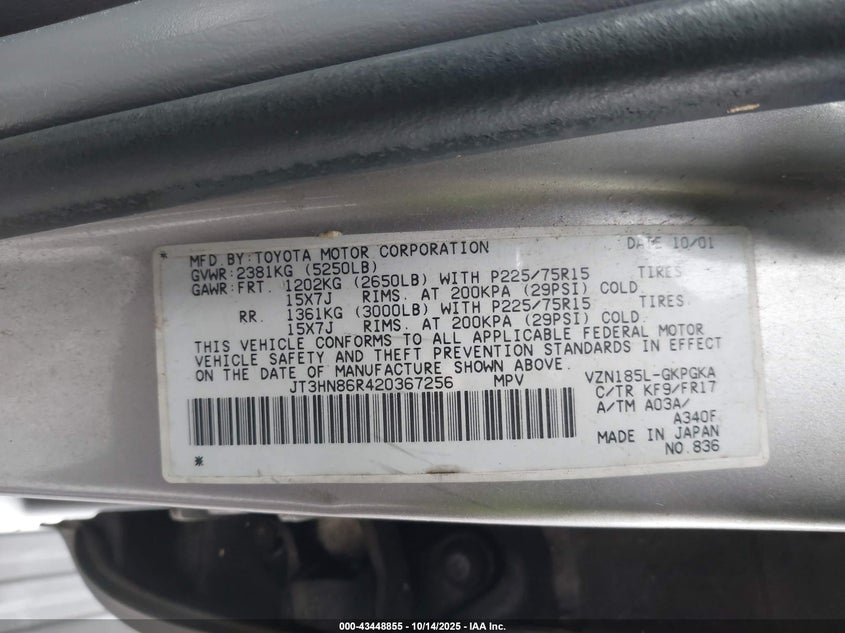 MFD. BY: TOYOTA MOTOR CORPORATION DATE 10/01
GVWR: 2381KG (5250LB)
GAWR: FRT. 1202KG (2650LB) WITH P225/75R15 TIRES
15X7J RIMS. AT 200KPA (29PSI) COLD.
RR. 1361KG (3000LB) WITH P225/75R15 TIRES.
15X7J RIMS. AT 200KPA (29PSI) COLD.
THIS VEHICLE CONFORMS TO ALL APPLICABLE FEDERAL MOTOR
VEHICLE SAFETY AND THEFT PREVENTION STANDARDS IN EFFECT
ON THE DATE OF MANUFACTURE SHOWN ABOVE.
JT3HN86R420367256 MPV VZN185L-GKPGKA
C/TR KF9/FR17
A/TM A03A/
A340F
MADE IN JAPAN
* NO.836
000-43448855 - 10/14/2025 - IAA Inc.